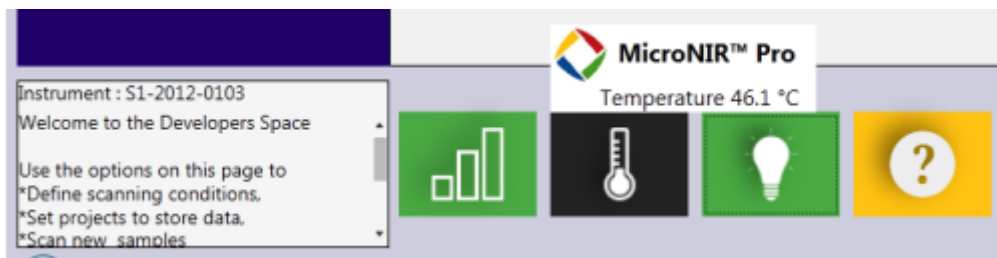 MicroNIR™ Pro
Temperature 46.1 °C
Instrument : S1-2012-0103
Welcome to the Developers Space
Use the options on this page to
*Define scanning conditions,
*Set projects to store data,
*Scan new samples
?